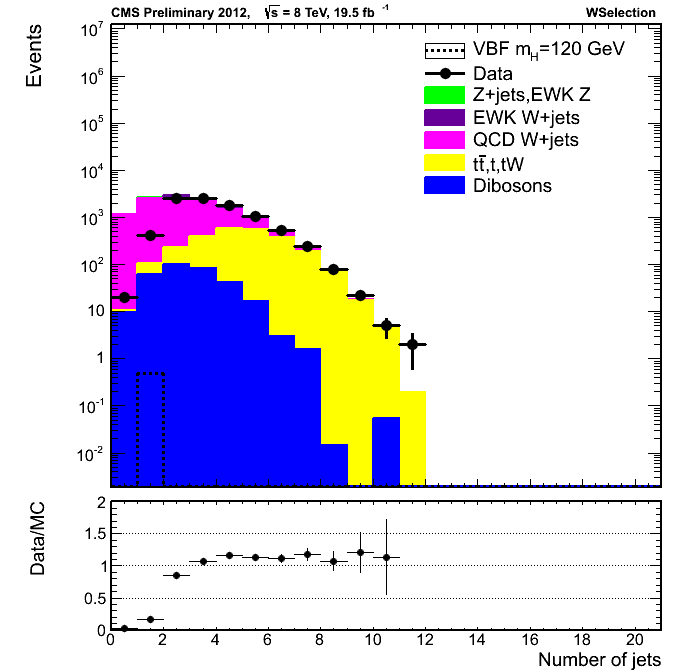 CMS Preliminary 2012, √s = 8 TeV, 19.5 fb⁻¹ WSelection
Events
10⁷
10⁶
10⁵
10⁴
10³
10²
10
1
10⁻¹
10⁻²
VBF m_H=120 GeV
Data
Z+jets,EWK Z
EWK W+jets
QCD W+jets
tt̄,t,tW
Dibosons
Data/MC
2
1.5
1
0.5
0
0 2 4 6 8 10 12 14 16 18 20
Number of jets